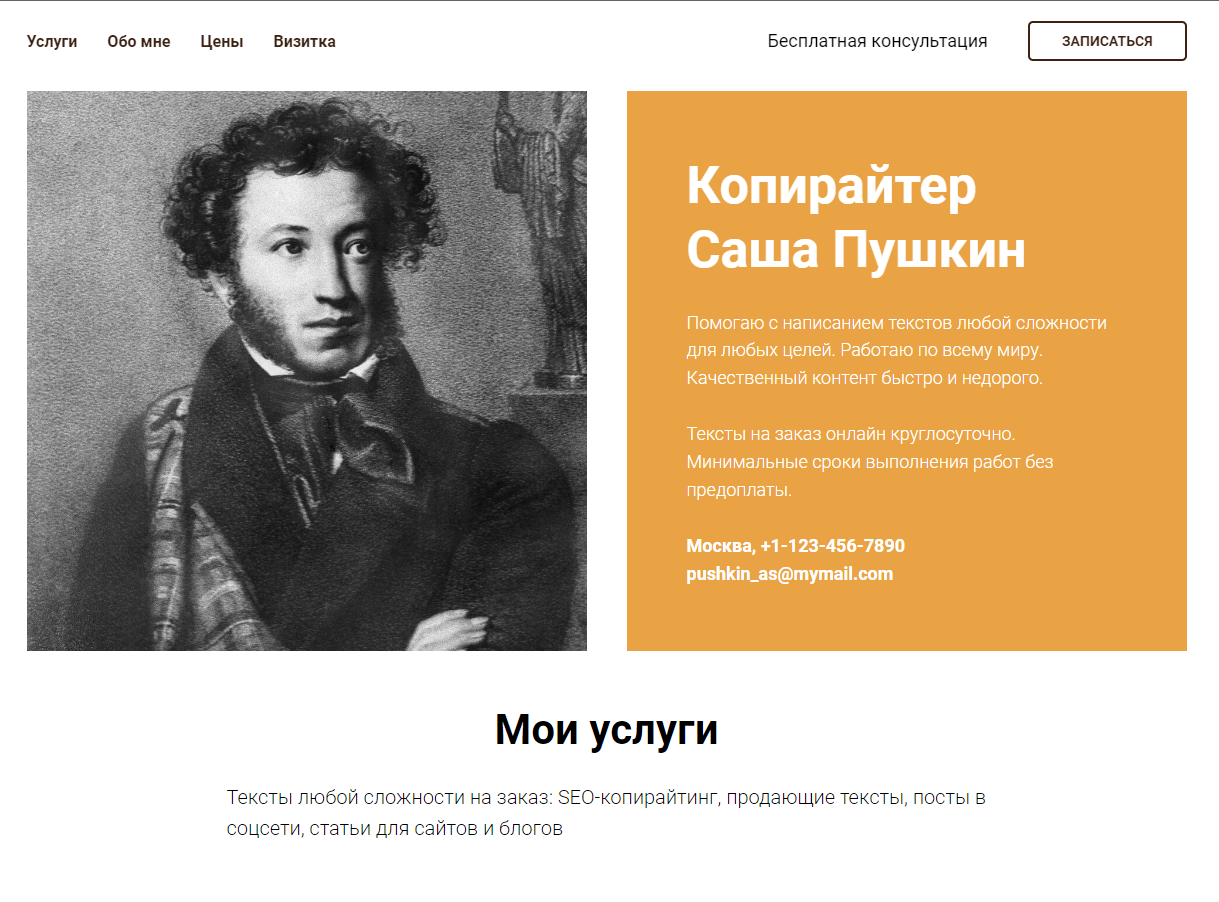 Услуги Обо мне Цены Визитка
Бесплатная консультация
ЗАПИСАТЬСЯ
Копирайтер
Саша Пушкин
Помогаю с написанием текстов любой сложности
для любых целей. Работаю по всему миру.
Качественный контент быстро и недорого.
Тексты на заказ онлайн круглосуточно.
Минимальные сроки выполнения работ без
предоплаты.
Москва, +1-123-456-7890
pushkin_as@mymail.com
Мои услуги
Тексты любой сложности на заказ: SEO-копирайтинг, продающие тексты, посты в
соцсети, статьи для сайтов и блогов